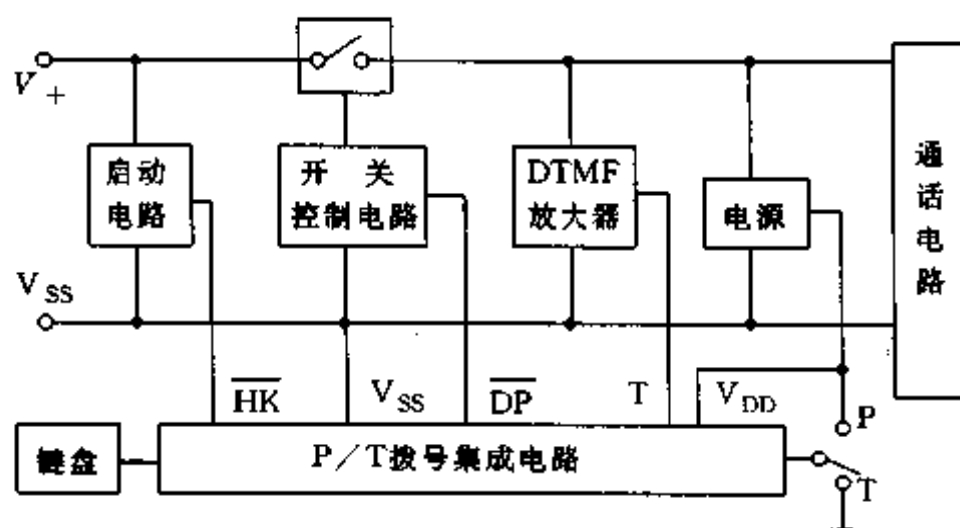 V+
启动
电路
开 关
控制电路
DTMF
放大器
电源
通
话
电
路
VSS
HK
VSS
DP
T
VDD
P
键盘
P/T拨号集成电路
T